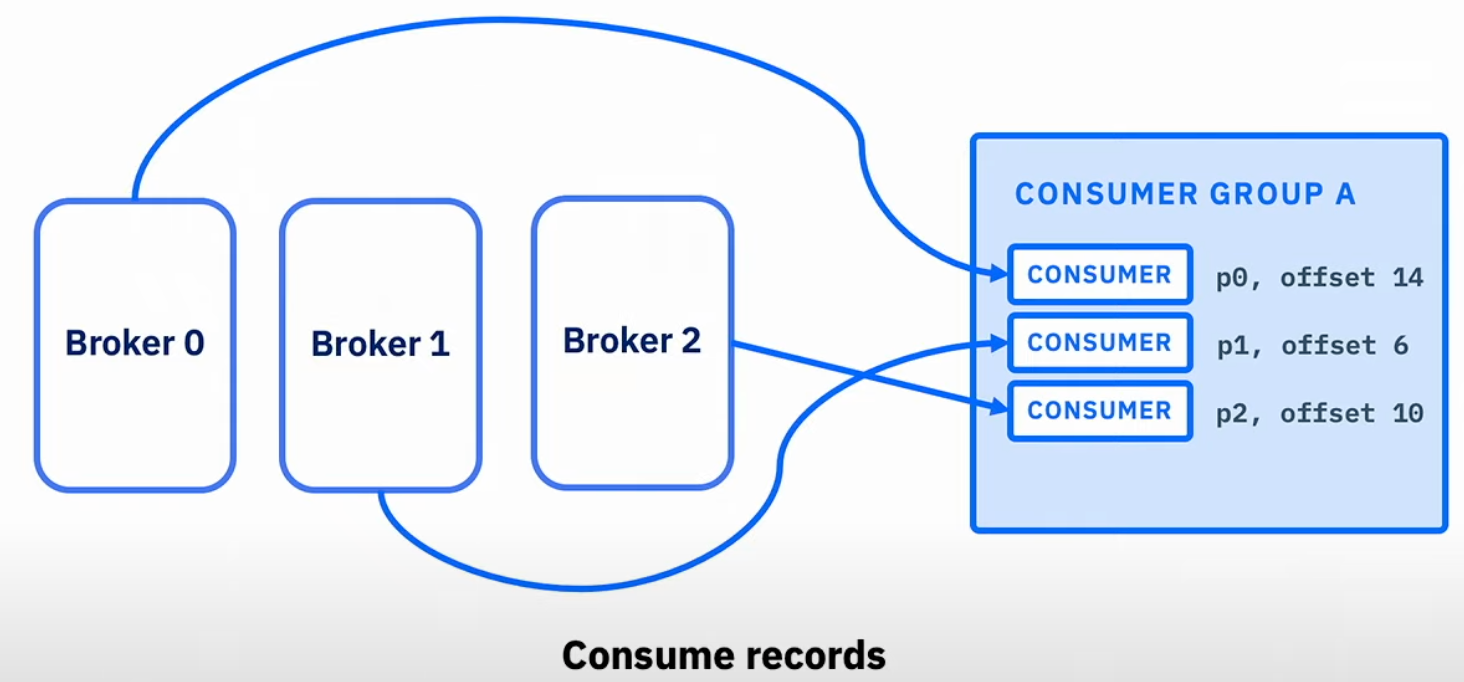 CONSUMER GROUP A
Broker 0
Broker 1
Broker 2
CONSUMER p0, offset 14
CONSUMER p1, offset 6
CONSUMER p2, offset 10
Consume records